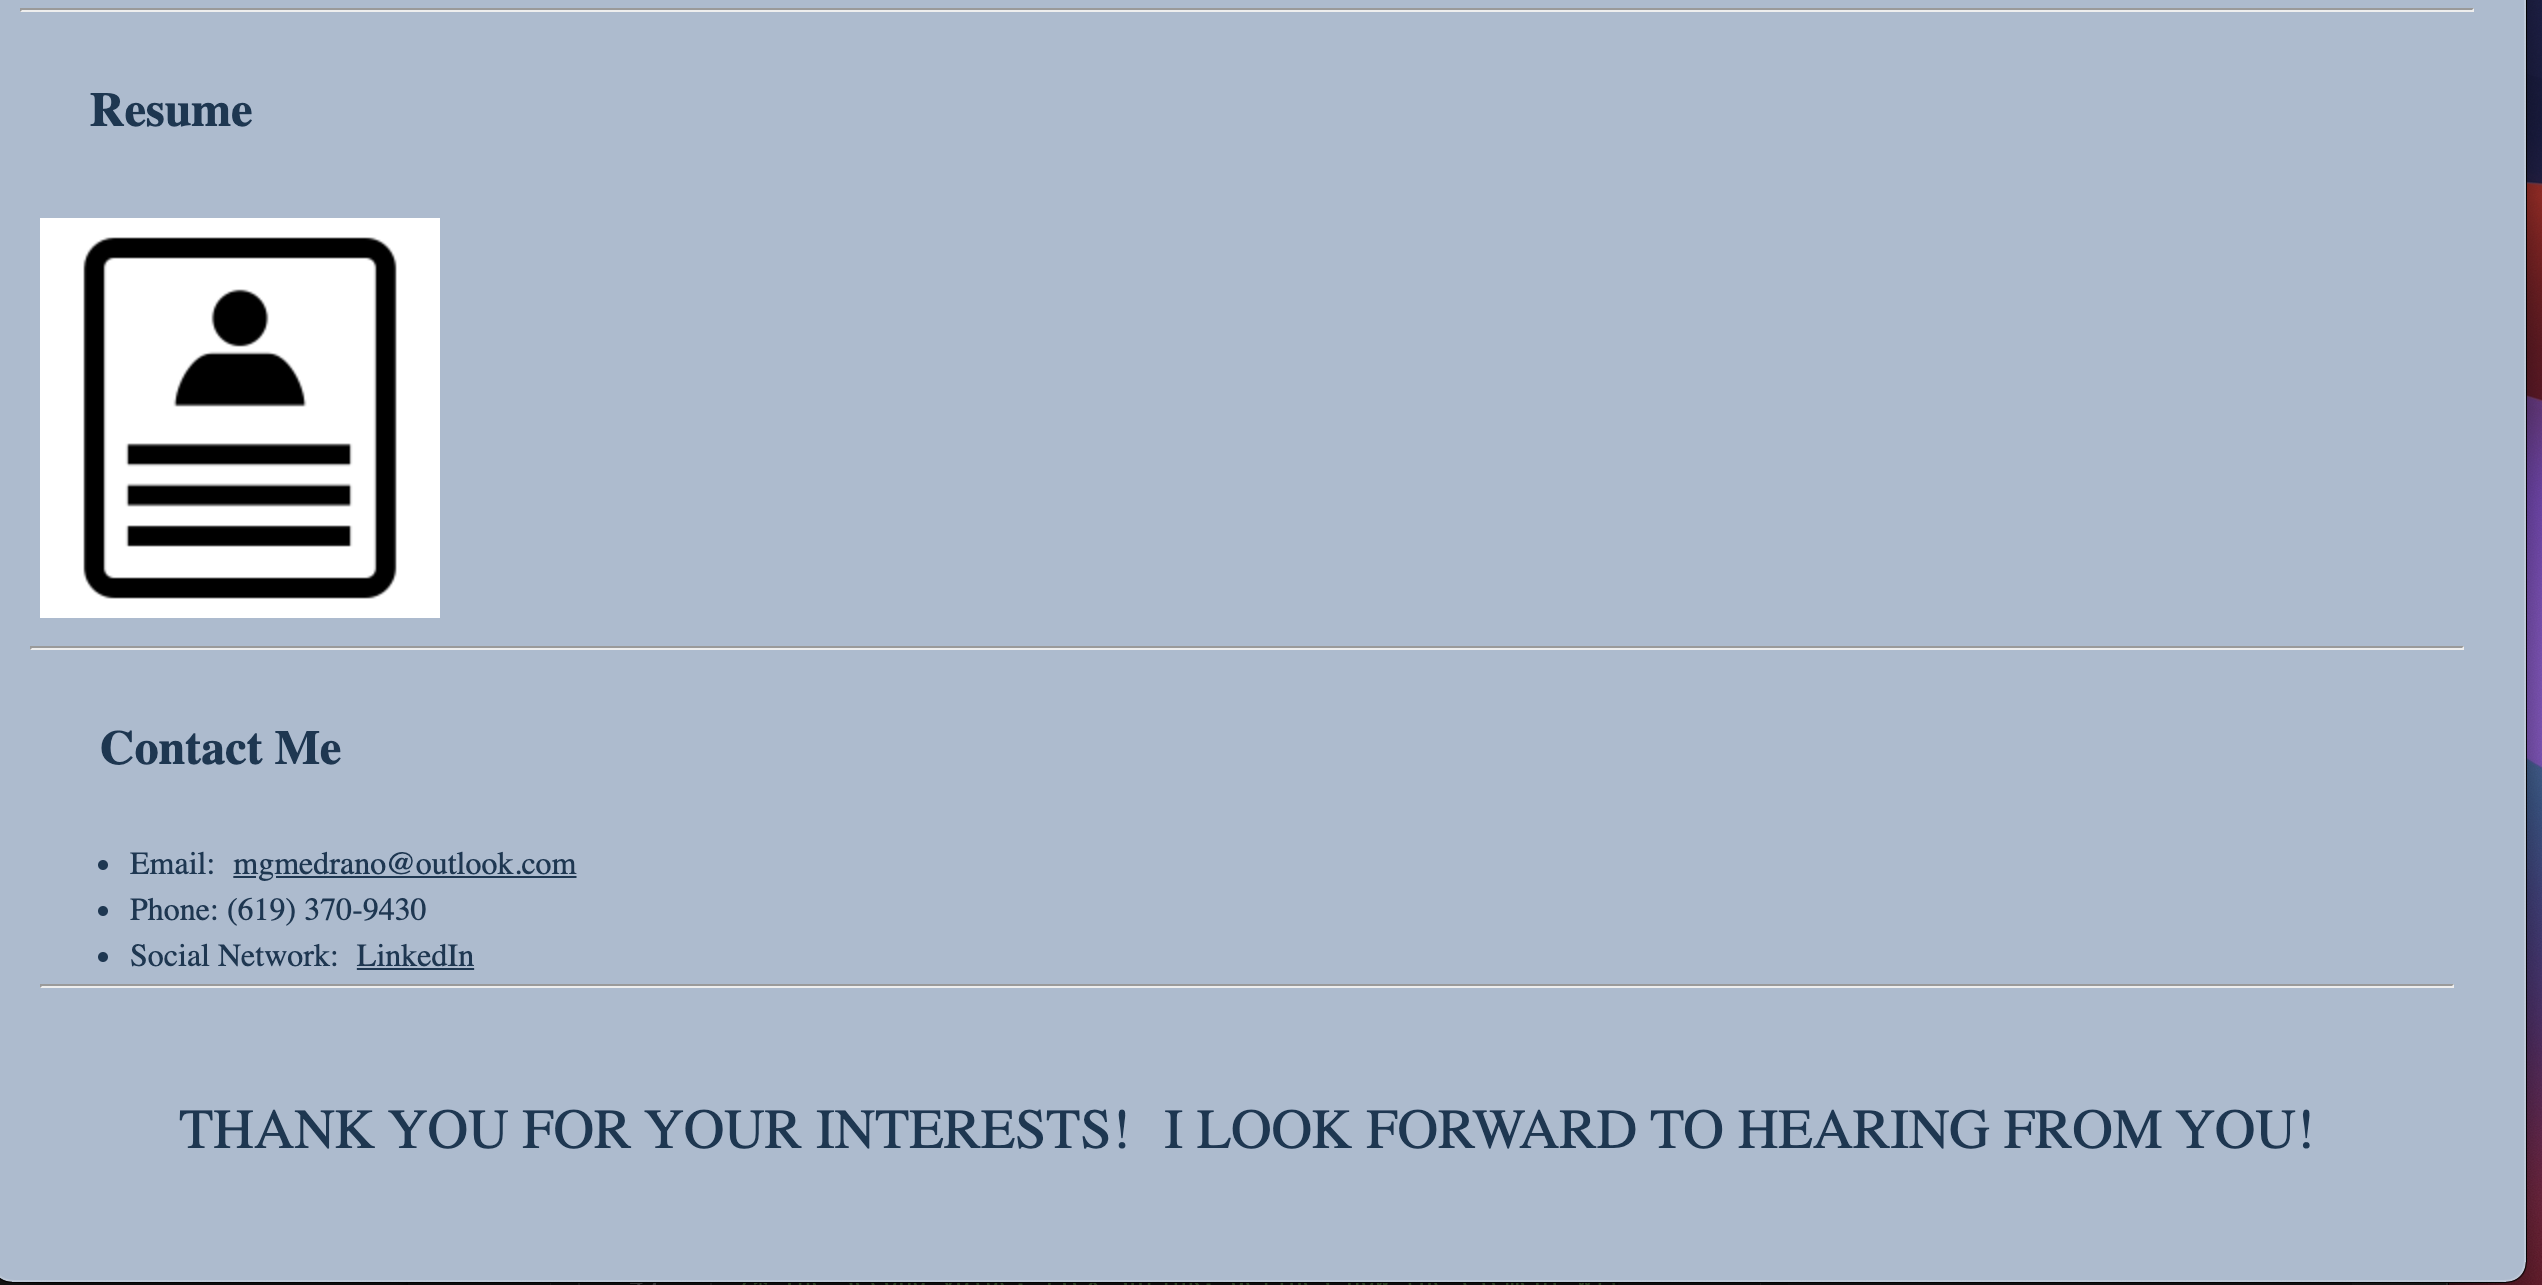 Resume
Contact Me
Email: mgmedrano@outlook.com
Phone: (619) 370-9430
Social Network: LinkedIn
THANK YOU FOR YOUR INTERESTS! I LOOK FORWARD TO HEARING FROM YOU!